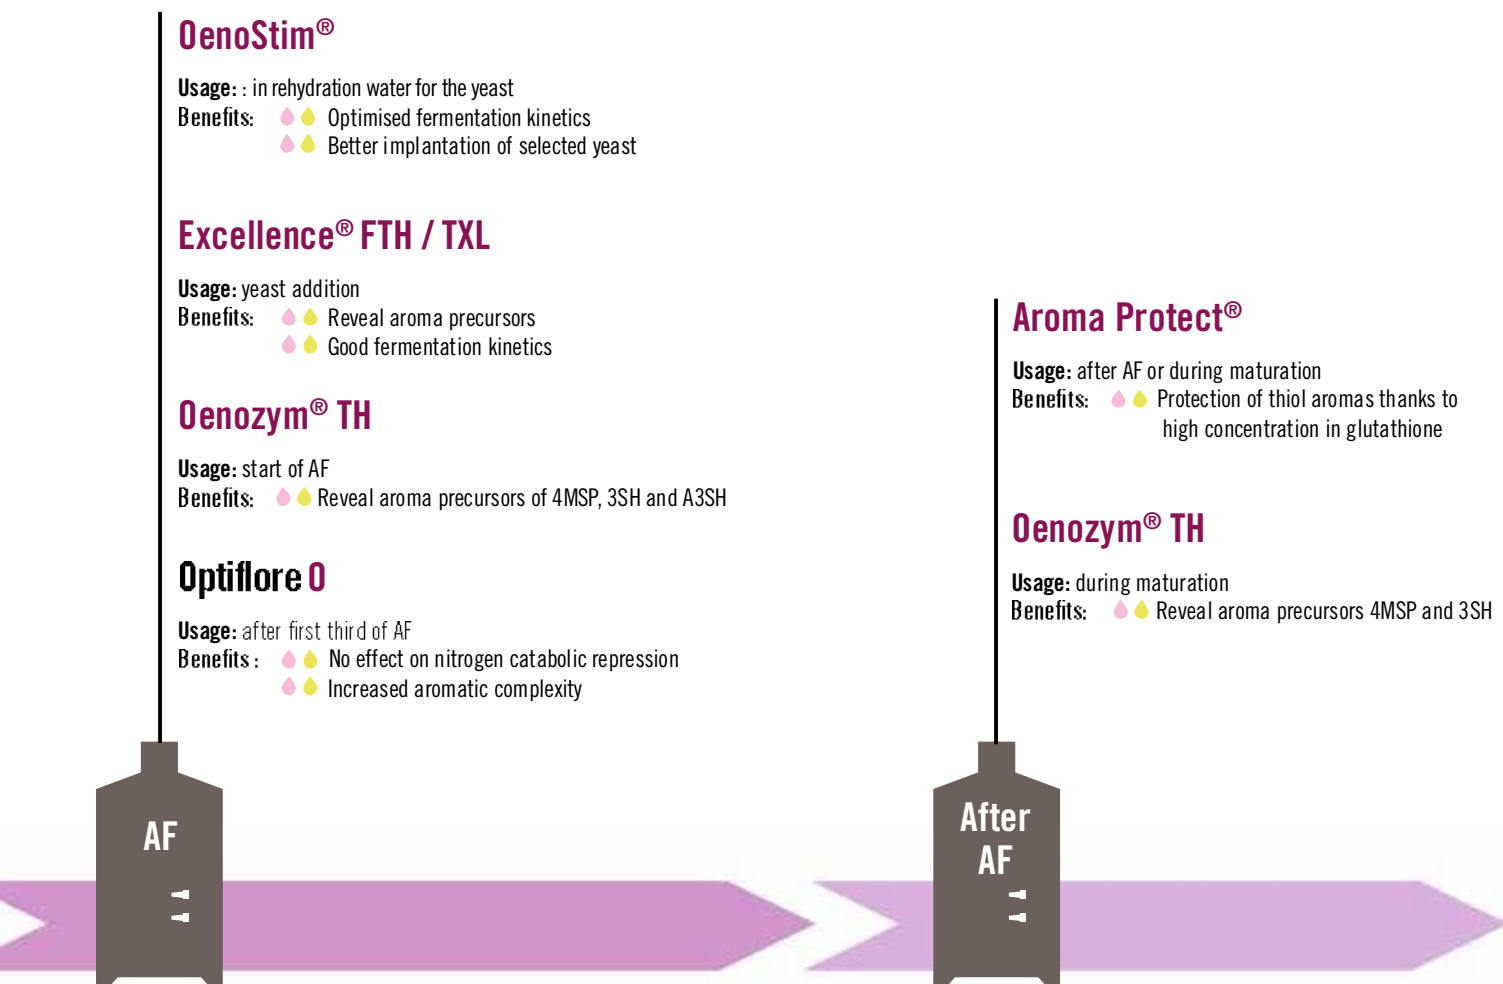 OenoStim®
Usage: : in rehydration water for the yeast
Benefits: Optimised fermentation kinetics
Better implantation of selected yeast
Excellence® FTH / TXL
Usage: yeast addition
Benefits: Reveal aroma precursors
Good fermentation kinetics
Oenozym® TH
Usage: start of AF
Benefits: Reveal aroma precursors of 4MSP, 3SH and A3SH
Optiflore O
Usage: after first third of AF
Benefits : No effect on nitrogen catabolic repression
Increased aromatic complexity
AF
Aroma Protect®
Usage: after AF or during maturation
Benefits: Protection of thiol aromas thanks to
high concentration in glutathione
Oenozym® TH
Usage: during maturation
Benefits: Reveal aroma precursors 4MSP and 3SH
After
AF